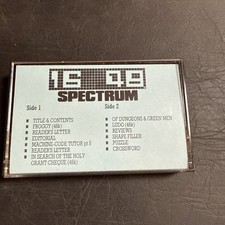 16/48
SPECTRUM
Side 1
TITLE & CONTENTS
FROGGY (48k)
READER'S LETTER
EDITORIAL
MACHINE-CODE TUTOR pt 5
READER'S LETTER
IN SEARCH OF THE HOLY
GRANT CHEQUE (48k)
Side 2
OF DUNGEONS & GREEN MEN
LUDO (48k)
REVIEWS
SHAPE FILLER
PUZZLE
CROSSWORD